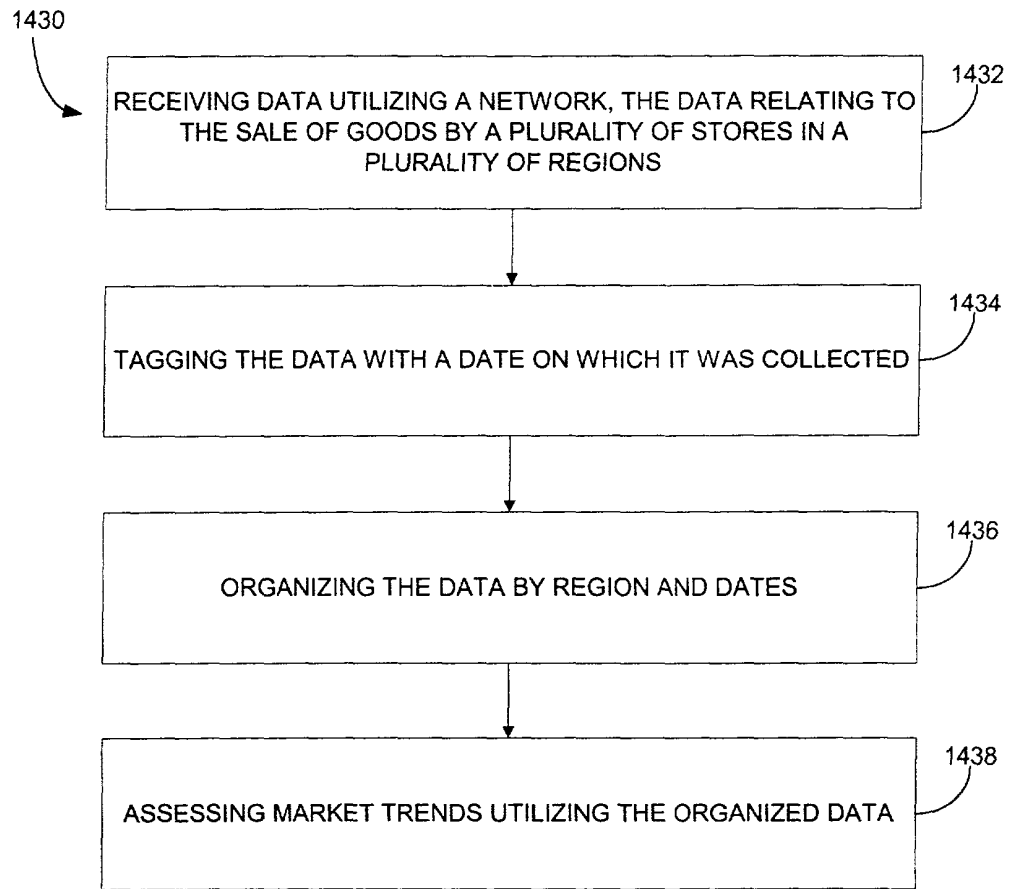 1430
1432
RECEIVING DATA UTILIZING A NETWORK, THE DATA RELATING TO
THE SALE OF GOODS BY A PLURALITY OF STORES IN A
PLURALITY OF REGIONS
1434
TAGGING THE DATA WITH A DATE ON WHICH IT WAS COLLECTED
1436
ORGANIZING THE DATA BY REGION AND DATES
1438
ASSESSING MARKET TRENDS UTILIZING THE ORGANIZED DATA